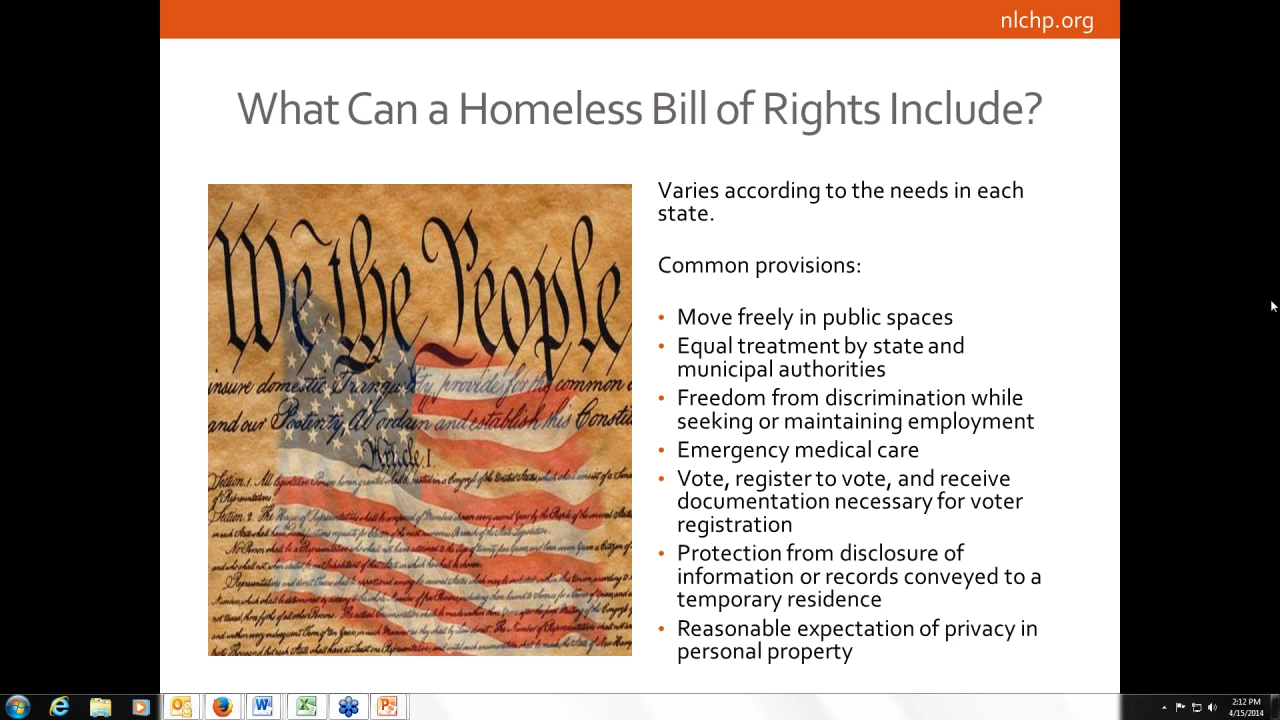 nlchp.org
What Can a Homeless Bill of Rights Include?
We the People
insure domestic Tranquility, provide for the common
and our Posterity, do ordain and establish this Constit
Article. I.
Varies according to the needs in each
state.
Common provisions:
• Move freely in public spaces
• Equal treatment by state and
municipal authorities
• Freedom from discrimination while
seeking or maintaining employment
• Emergency medical care
• Vote, register to vote, and receive
documentation necessary for voter
registration
• Protection from disclosure of
information or records conveyed to a
temporary residence
• Reasonable expectation of privacy in
personal property
2:12 PM
4/15/2014